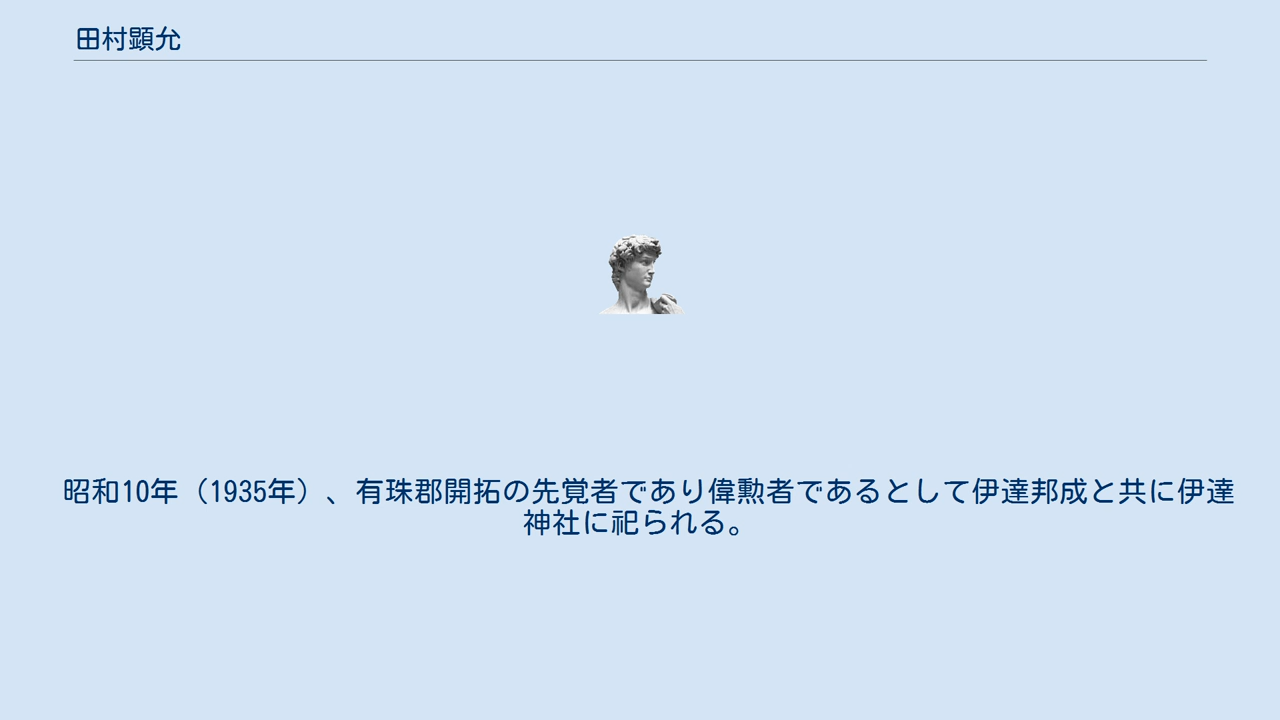 田村顕允
昭和10年（1935年）、有珠郡開拓の先覚者であり偉勲者であるとして伊達邦成と共に伊達
神社に祀られる。